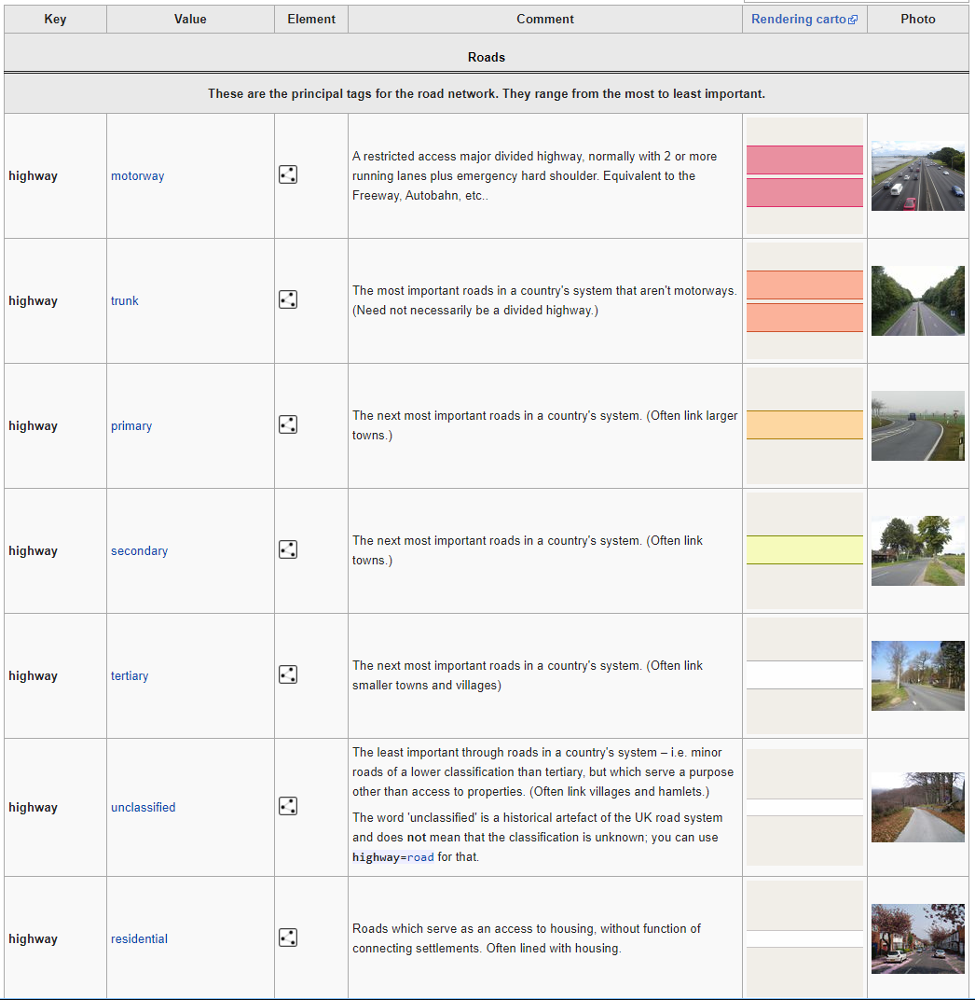 Key Value Element Comment Rendering carto Photo
Roads
These are the principal tags for the road network. They range from the most to least important.
highway motorway
A restricted access major divided highway, normally with 2 or more
running lanes plus emergency hard shoulder. Equivalent to the
Freeway, Autobahn, etc..
highway trunk
The most important roads in a country's system that aren't motorways.
(Need not necessarily be a divided highway.)
highway primary
The next most important roads in a country's system. (Often link larger
towns.)
highway secondary
The next most important roads in a country's system. (Often link
towns.)
highway tertiary
The next most important roads in a country's system. (Often link
smaller towns and villages)
highway unclassified
The least important through roads in a country's system – i.e. minor
roads of a lower classification than tertiary, but which serve a purpose
other than access to properties. (Often link villages and hamlets.)
The word 'unclassified' is a historical artefact of the UK road system
and does not mean that the classification is unknown; you can use
highway=road for that.
highway residential
Roads which serve as an access to housing, without function of
connecting settlements. Often lined with housing.